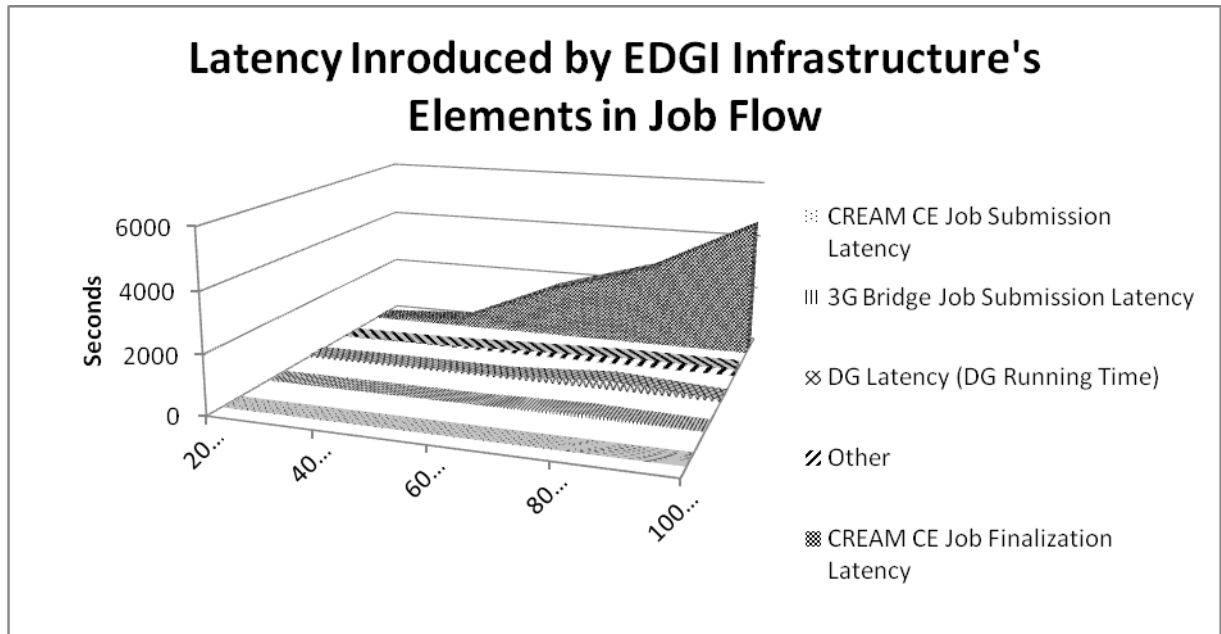 Latency Inroduced by EDGI Infrastructure's
Elements in Job Flow
6000
4000
2000
0
Seconds
20...
40...
60...
80...
100...
CREAM CE Job Submission
Latency
3G Bridge Job Submission Latency
DG Latency (DG Running Time)
Other
CREAM CE Job Finalization
Latency